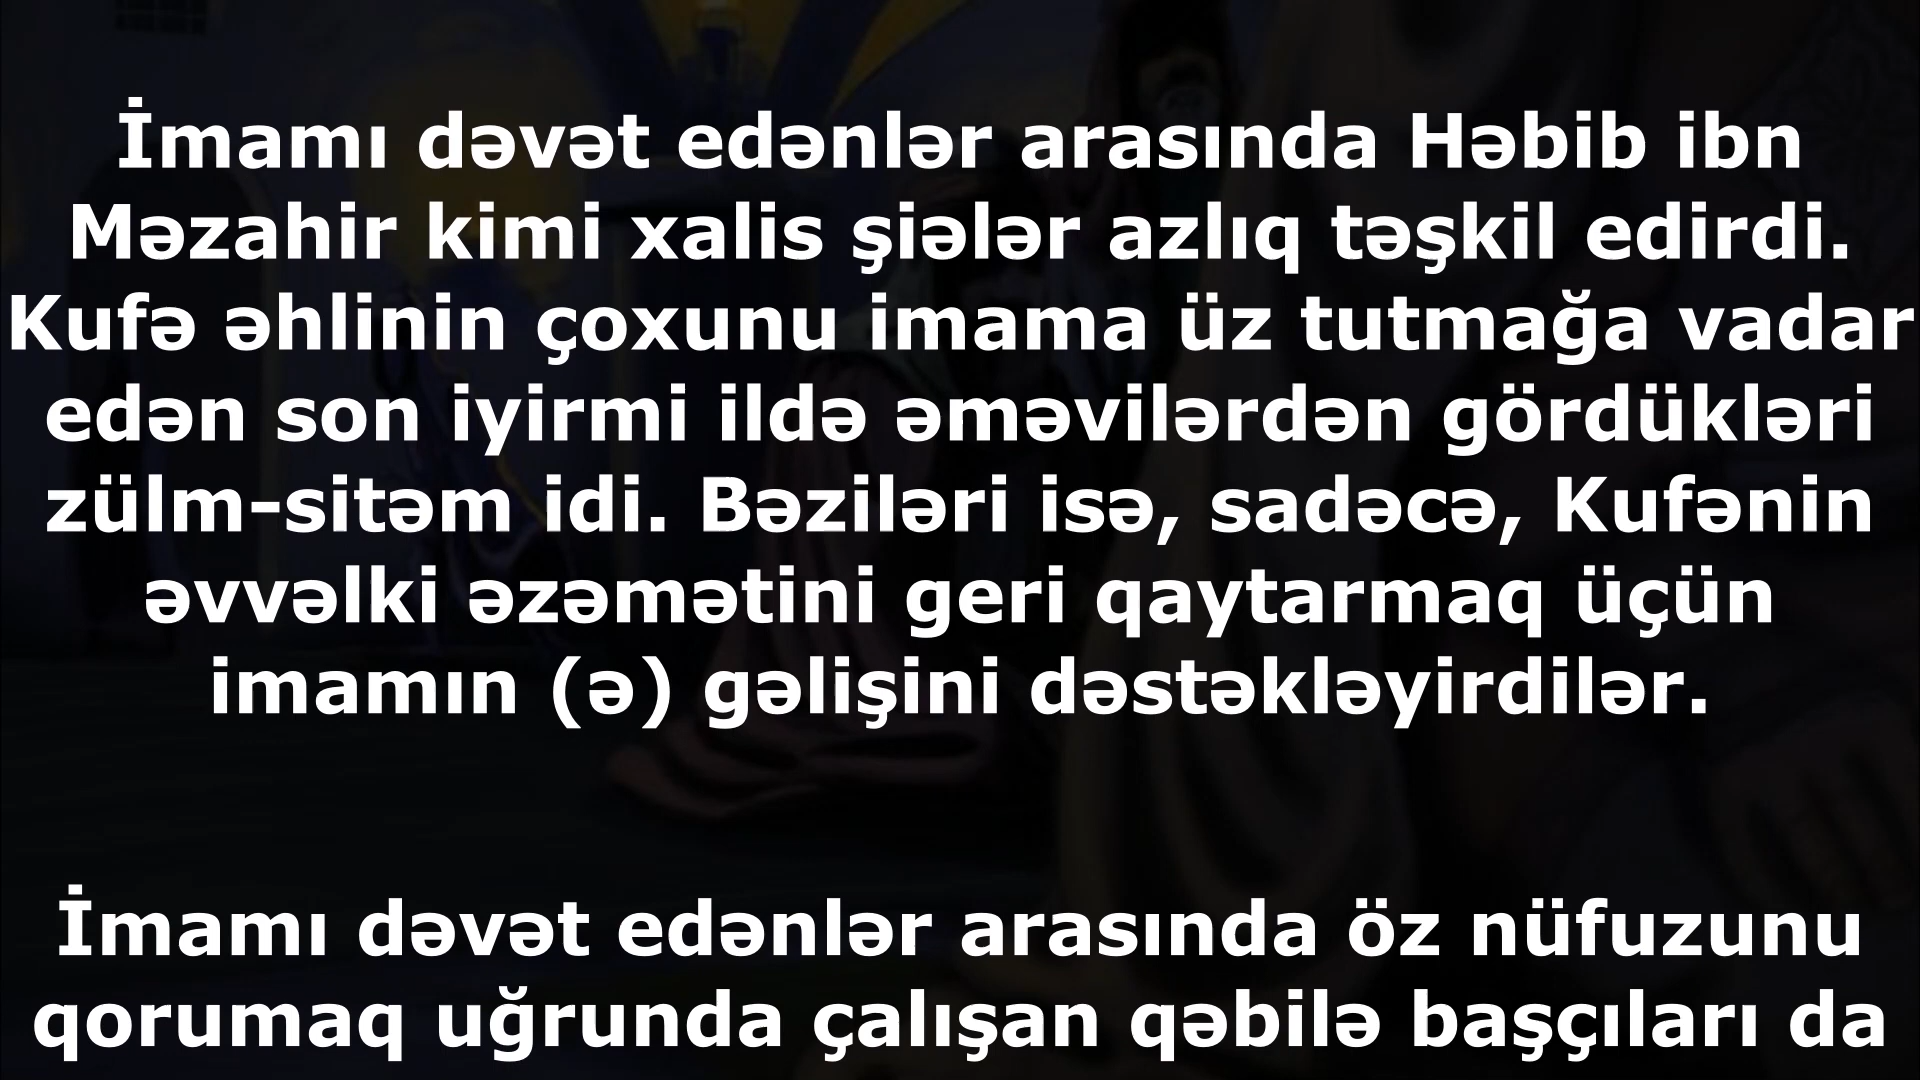 İmamı dəvət edənlər arasında Həbib ibn
Məzahir kimi xalis şiələr azlıq təşkil edirdi.
Kufə əhlinin çoxunu imama üz tutmağa vadar
edən son iyirmi ildə əməvilərdən gördükləri
zülm-sitəm idi. Bəziləri isə, sadəcə, Kufənin
əvvəlki əzəmətini geri qaytarmaq üçün
imamın (ə) gəlişini dəstəkləyirdilər.
İmamı dəvət edənlər arasında öz nüfuzunu
qorumaq uğrunda çalışan qəbilə başçıları da